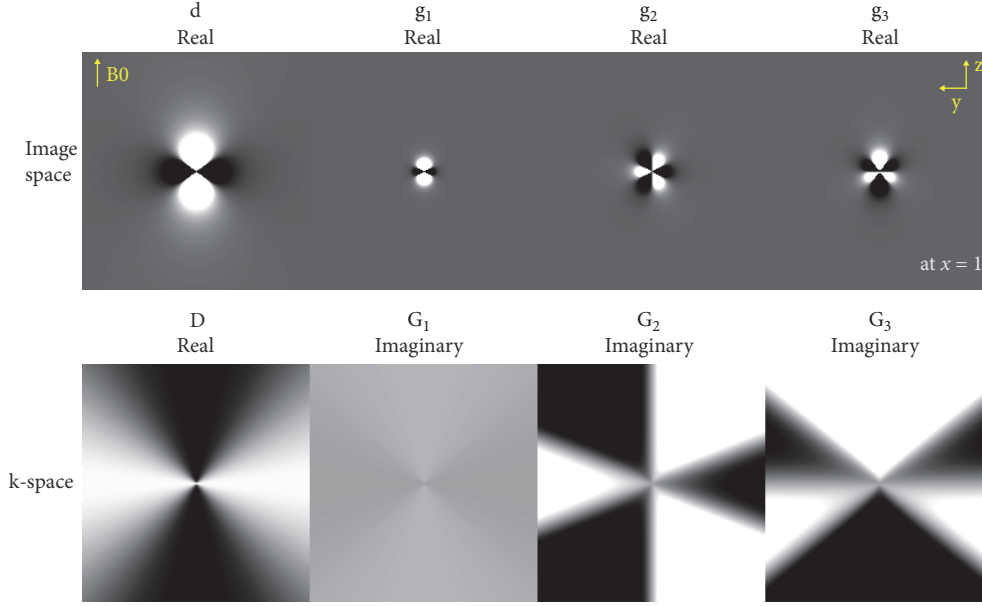 d g₁ g₂ g₃
Real Real Real Real
B0 z
y
Image
space
at x = 1
D G₁ G₂ G₃
Real Imaginary Imaginary Imaginary
k-space